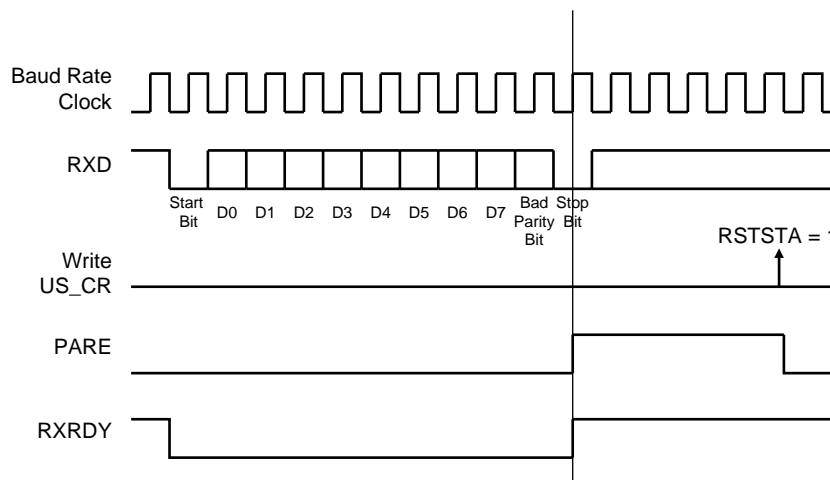 Baud Rate
Clock
RXD
Start
Bit
D0
D1
D2
D3
D4
D5
D6
D7
Bad
Parity
Bit
Stop
Bit
RSTSTA =
Write
US_CR
PARE
RXRDY